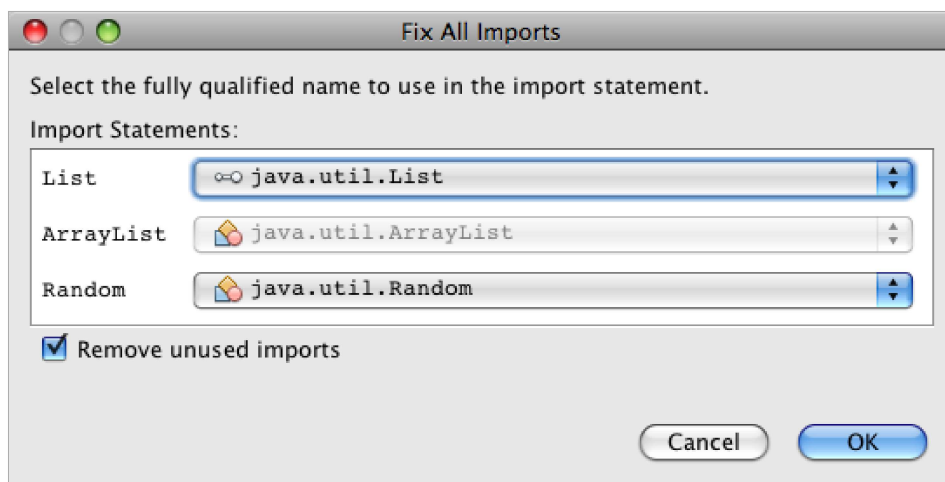 Fix All Imports
Select the fully qualified name to use in the import statement.
Import Statements:
List java.util.List
ArrayList java.util.ArrayList
Random java.util.Random
Remove unused imports
Cancel OK